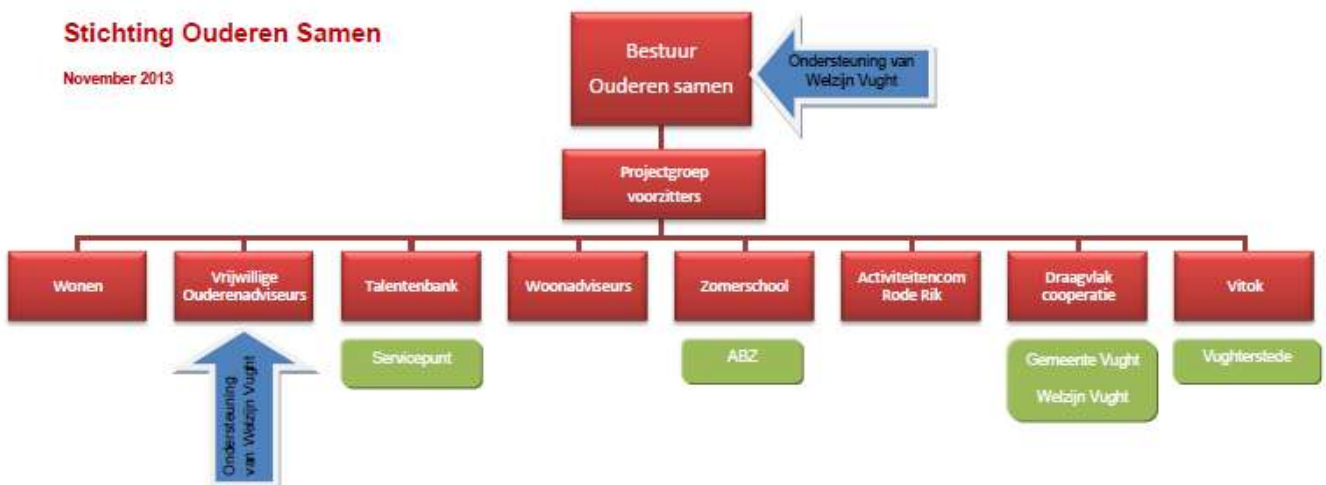 Stichting Ouderen Samen
November 2013
Bestuur
Ouderen samen
Ondersteuning van
Welzijn Vught
Projectgroep
voorzitters
Wonen
Vrijwillige
Ouderenadviseurs
Talentenbank
Woonadviseurs
Zomerschool
Activiteitencom
Rode Rik
Draagvlak
cooperatie
Vitok
Servicepunt
ABZ
Gemeente Vught
Welzijn Vught
Vughterstede
Ondersteuning
van Welzijn Vught